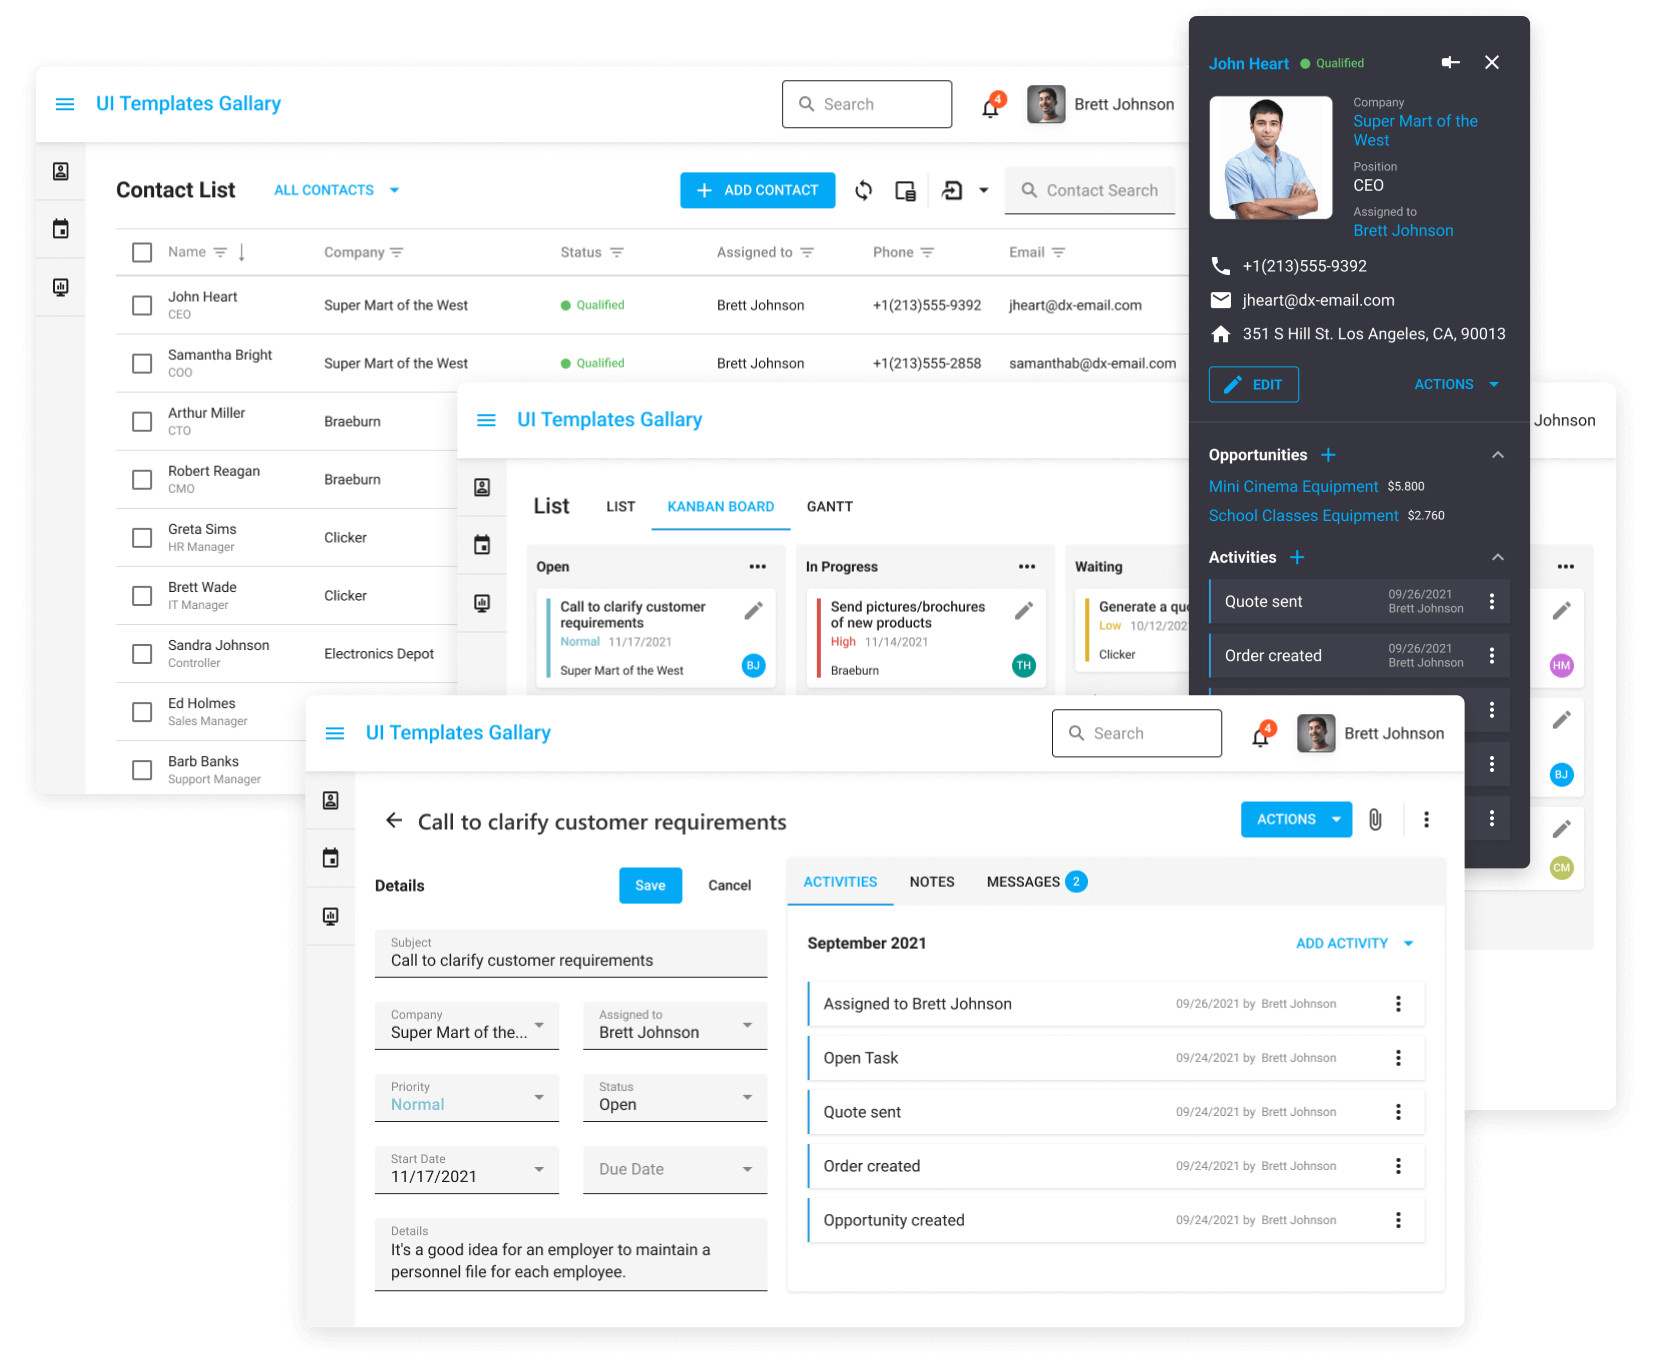 UI Templates Gallary
Search
4
Brett Johnson
Contact List
ALL CONTACTS
ADD CONTACT
Contact Search
Name
Company
Status
Assigned to
Phone
Email
John Heart
CEO
Super Mart of the West
Qualified
Brett Johnson
+1(213)555-9392
jheart@dx-email.com
Samantha Bright
COO
Super Mart of the West
Qualified
Brett Johnson
+1(213)555-2858
samanthab@dx-email.com
Arthur Miller
CTO
Braeburn
Robert Reagan
CMO
Braeburn
Greta Sims
HR Manager
Clicker
Brett Wade
IT Manager
Clicker
Sandra Johnson
Controller
Electronics Depot
Ed Holmes
Sales Manager
Barb Banks
Support Manager
UI Templates Gallary
Johnson
List
LIST
KANBAN BOARD
GANTT
Open
Call to clarify customer
requirements
Normal 11/17/2021
Super Mart of the West
BJ
In Progress
Send pictures/brochures
of new products
High 11/14/2021
Braeburn
TH
Waiting
Generate a
Low 10/12/202
Clicker
HM
BJ
CM
John Heart
Qualified
Company
Super Mart of the
West
Position
CEO
Assigned to
Brett Johnson
+1(213)555-9392
jheart@dx-email.com
351 S Hill St. Los Angeles, CA, 90013
EDIT
ACTIONS
Opportunities
Mini Cinema Equipment $5.800
School Classes Equipment $2.760
Activities
Quote sent
09/26/2021
Brett Johnson
Order created
09/26/2021
Brett Johnson
UI Templates Gallary
Search
4
Brett Johnson
Call to clarify customer requirements
ACTIONS
Details
Save
Cancel
Subject
Call to clarify customer requirements
Company
Super Mart of the...
Assigned to
Brett Johnson
Priority
Normal
Status
Open
Start Date
11/17/2021
Due Date
Details
It's a good idea for an employer to maintain a
personnel file for each employee.
ACTIVITIES
NOTES
MESSAGES 2
September 2021
ADD ACTIVITY
Assigned to Brett Johnson
09/26/2021 by Brett Johnson
Open Task
09/24/2021 by Brett Johnson
Quote sent
09/24/2021 by Brett Johnson
Order created
09/24/2021 by Brett Johnson
Opportunity created
09/24/2021 by Brett Johnson